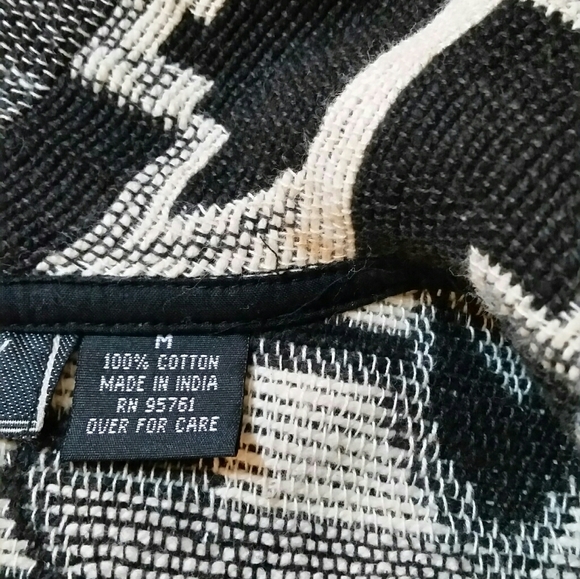 M
100% COTTON
MADE IN INDIA
RN 95761
OVER FOR CARE